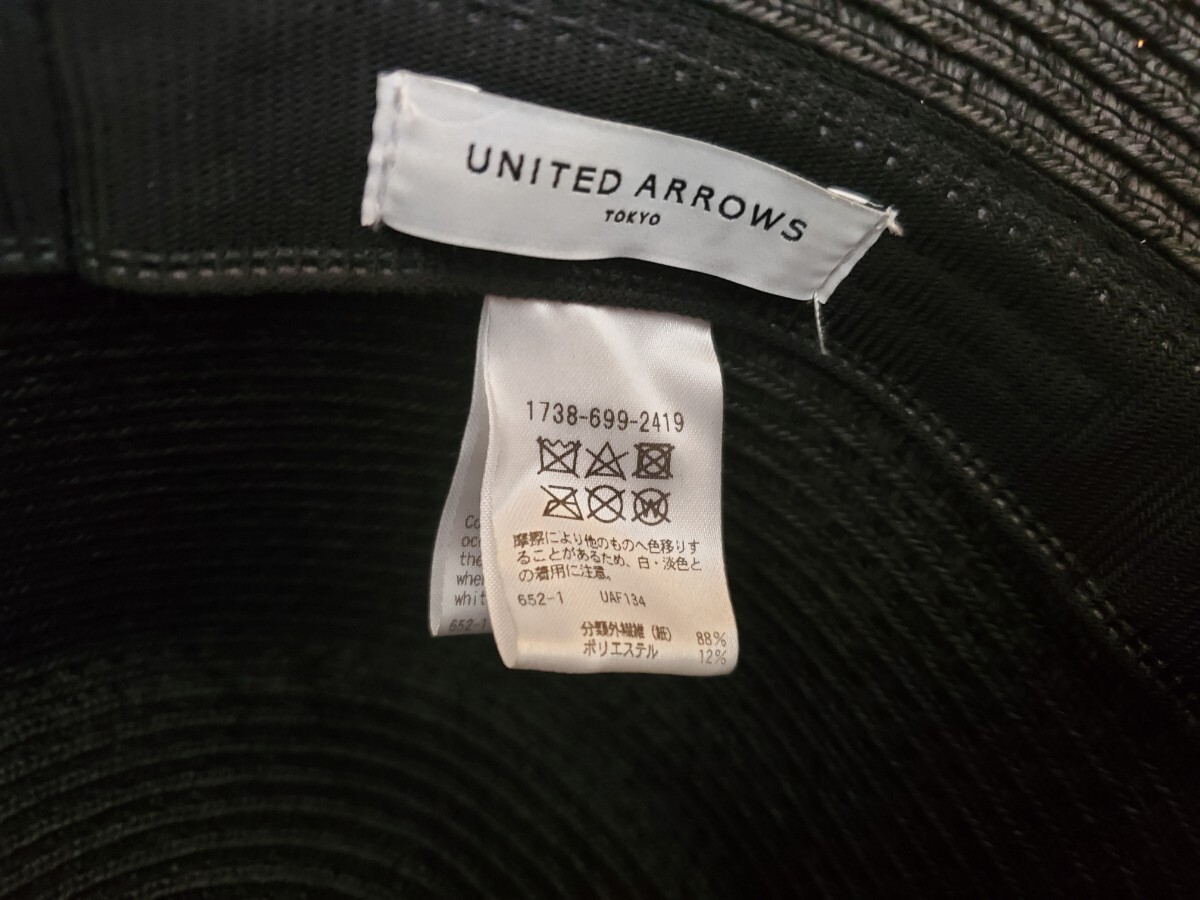 UNITED ARROWS
TOKYO
1738-699-2419
W
摩擦により他のものへ色移りす
ることがあるため、白・淡色と
の着用に注意。
652-1 UAF134
分類外繊維(紙) 88%
ポリエステル 12%
652-1